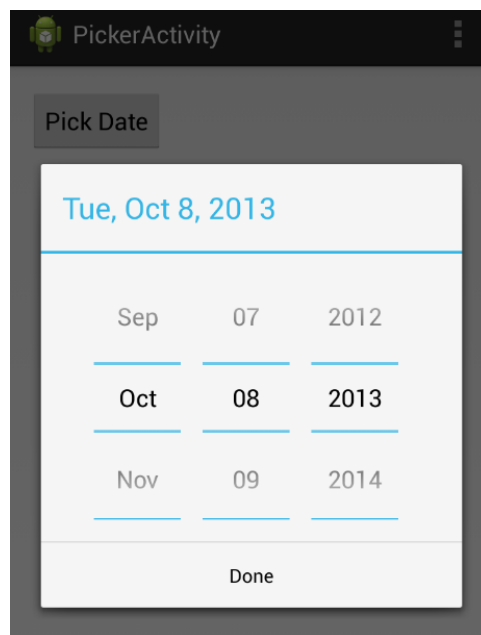 PickerActivity
Pick Date
Tue, Oct 8, 2013
Sep 07 2012
Oct 08 2013
Nov 09 2014
Done